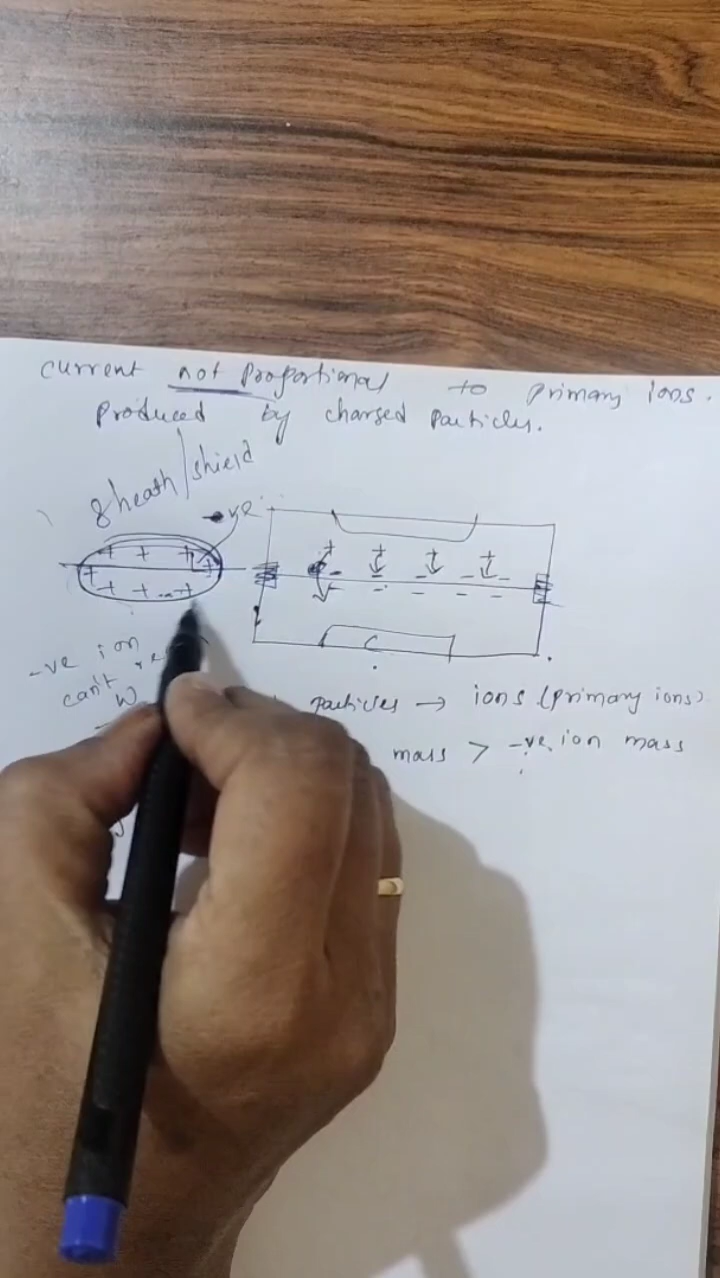 current not proportional to primary ions.
produced by charged particles.
sheath/shield
-ve
+ + + +
+ + +
+ + + +
C
-ve ion
can't
particles → ions (primary ions)
mass > -ve ion mass